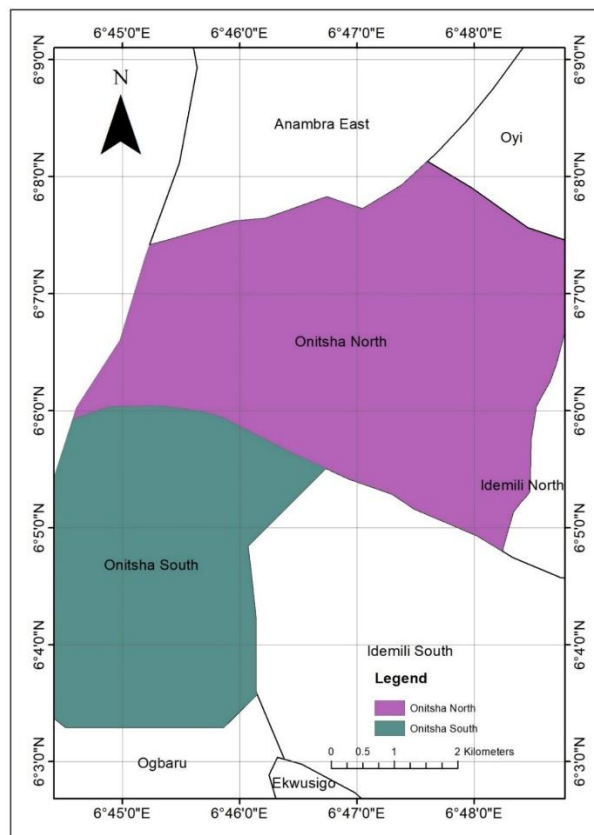 6°45'0"E 6°46'0"E 6°47'0"E 6°48'0"E
6°9'0"N 6°9'0"N
N
Anambra East
Oyi
6°8'0"N 6°8'0"N
6°7'0"N 6°7'0"N
Onitsha North
6°6'0"N 6°6'0"N
Idemili North
6°5'0"N 6°5'0"N
Onitsha South
6°4'0"N 6°4'0"N
Idemili South
Legend
Onitsha North
Onitsha South
0 0.5 1 2 Kilometers
6°3'0"N 6°3'0"N
Ogbaru
Ekwusigo
6°45'0"E 6°46'0"E 6°47'0"E 6°48'0"E